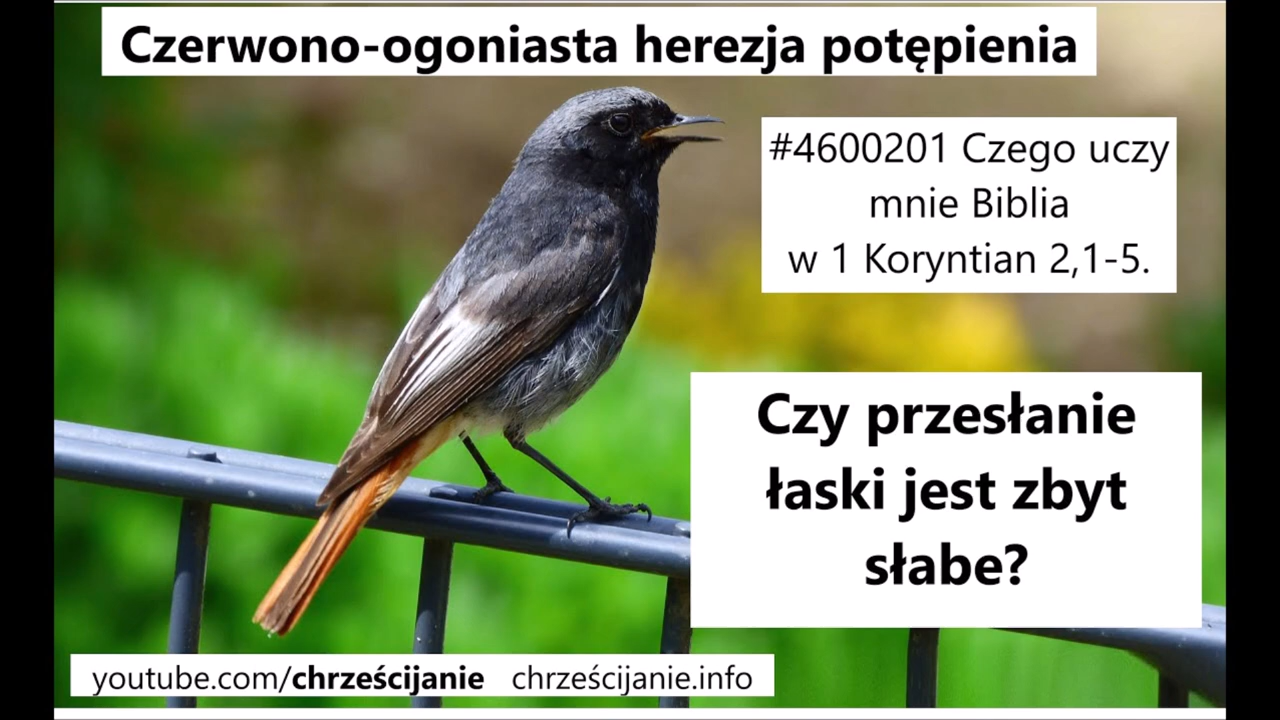 Czerwono-ogoniasta herezja potępienia
#4600201 Czego uczy
mnie Biblia
w 1 Koryntian 2,1-5.
Czy przesłanie
łaski jest zbyt
słabe?
youtube.com/chrześcijanie chrześcijanie.info